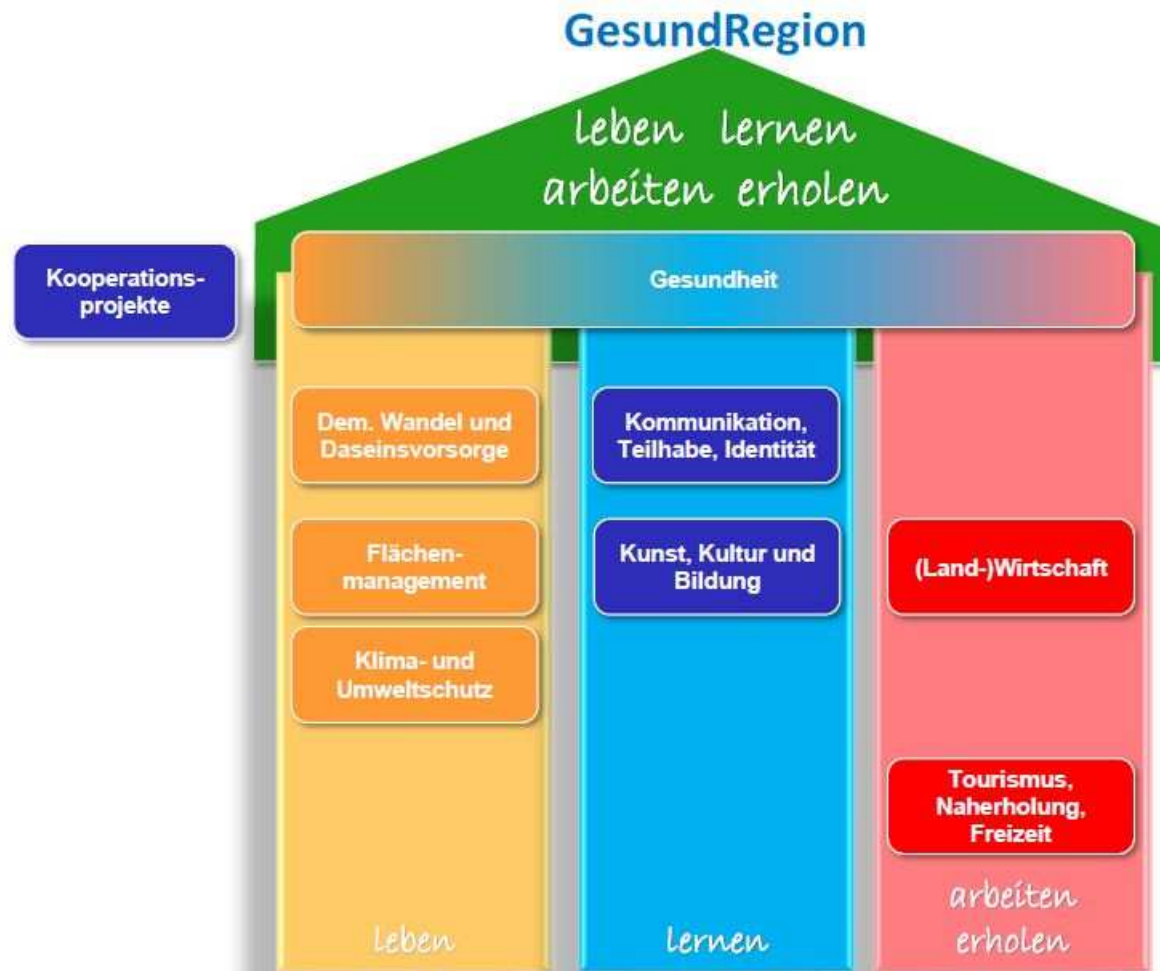 GesundRegion
leben lernen
arbeiten erholen
Kooperations-
projekte
Gesundheit
Dem. Wandel und
Daseinsvorsorge
Flächen-
management
Klima- und
Umweltschutz
leben
Kommunikation,
Teilhabe, Identität
Kunst, Kultur und
Bildung
lernen
(Land-)Wirtschaft
Tourismus,
Naherholung,
Freizeit
arbeiten
erholen